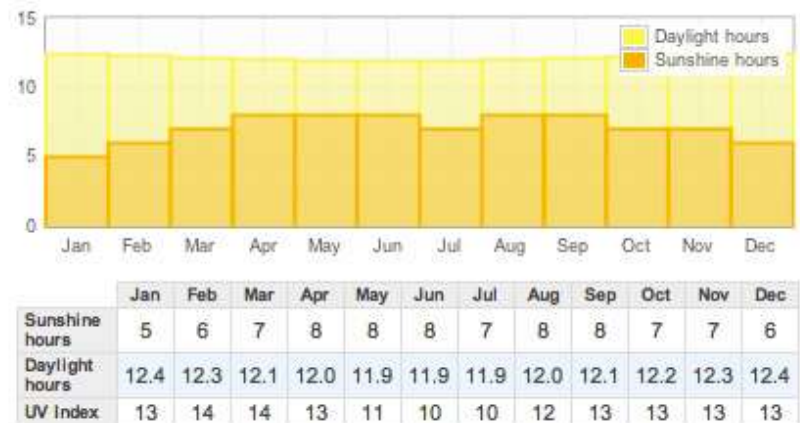 15
Daylight hours
Sunshine hours
10
5
0
Jan Feb Mar Apr May Jun Jul Aug Sep Oct Nov Dec
Jan Feb Mar Apr May Jun Jul Aug Sep Oct Nov Dec
Sunshine hours 5 6 7 8 8 8 7 8 8 7 7 6
Daylight hours 12.4 12.3 12.1 12.0 11.9 11.9 11.9 12.0 12.1 12.2 12.3 12.4
UV Index 13 14 14 13 11 10 10 12 13 13 13 13